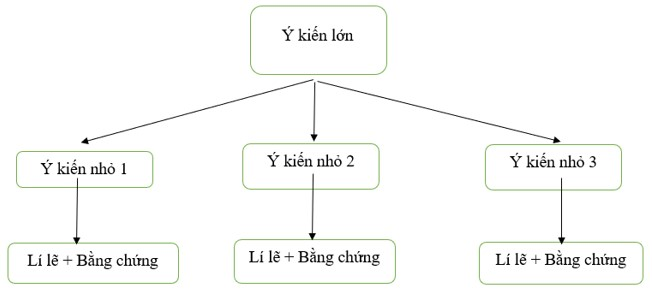 Ý kiến lớn
Ý kiến nhỏ 1
Ý kiến nhỏ 2
Ý kiến nhỏ 3
Lí lẽ + Bằng chứng
Lí lẽ + Bằng chứng
Lí lẽ + Bằng chứng